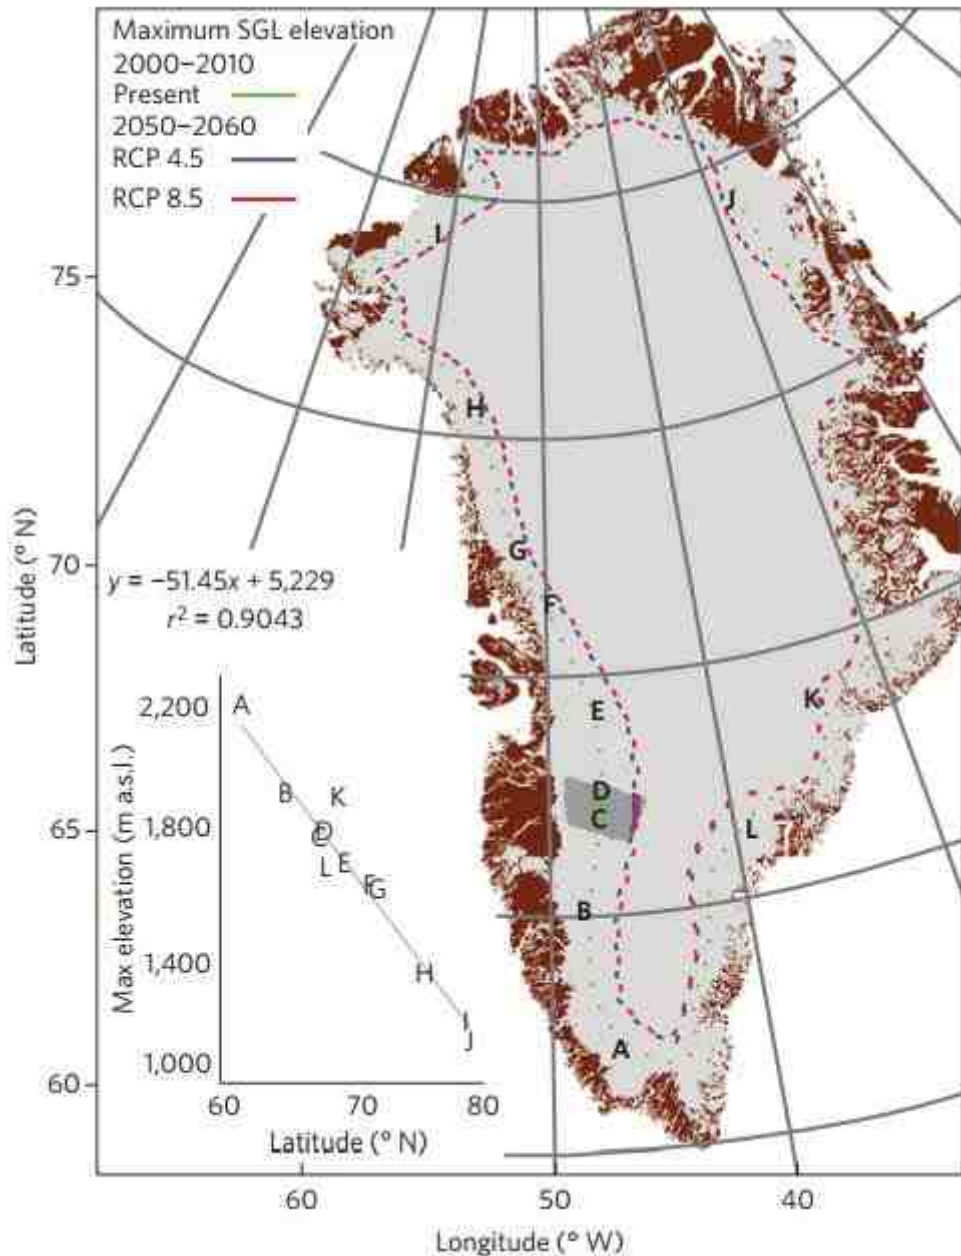 Maximum SGL elevation
2000–2010
Present
2050–2060
RCP 4.5
RCP 8.5
75
70
65
60
Latitude (° N)
60
50
40
Longitude (° W)
I
J
H
G
F
E
K
D
C
L
B
A
y = −51.45x + 5,229
r² = 0.9043
Max elevation (m a.s.l.)
2,200
1,800
1,400
1,000
A
B
K
D
C
L
E
F
G
H
I
J
60
70
80
Latitude (° N)